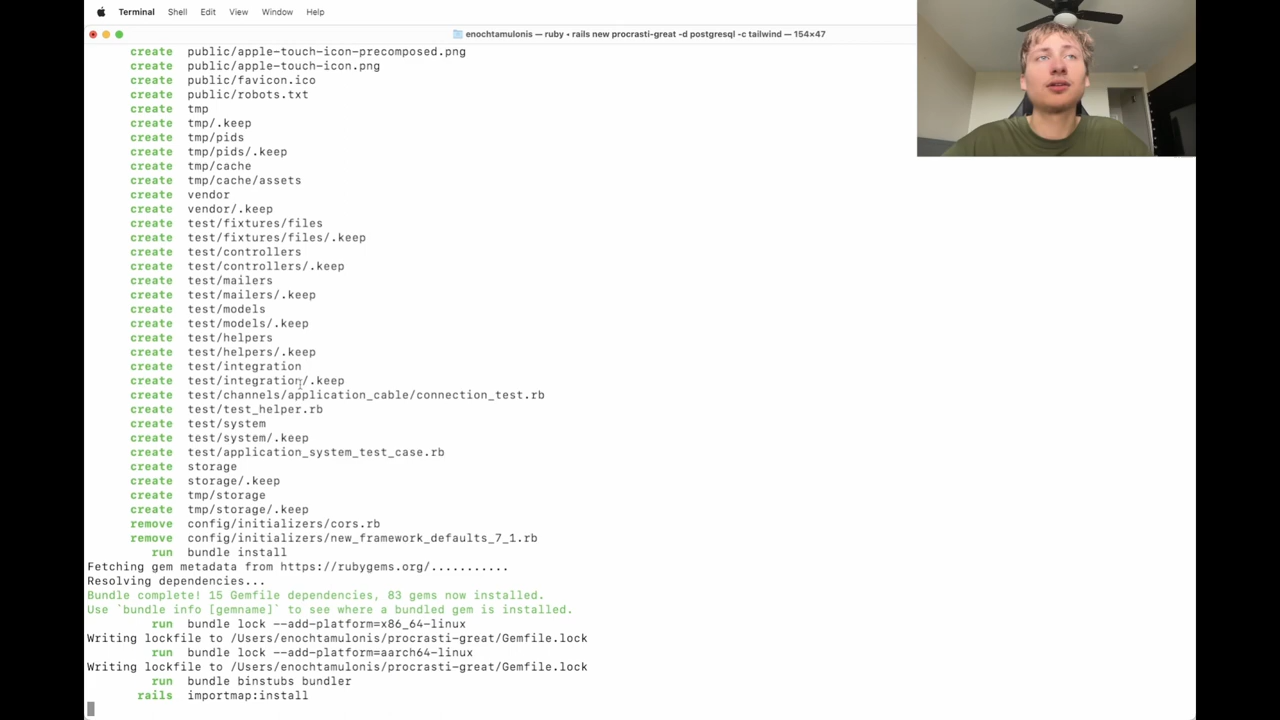 Terminal Shell Edit View Window Help
enochtamulonis — ruby • rails new procrasti-great -d postgresql -c tailwind — 154×47
create public/apple-touch-icon-precomposed.png
create public/apple-touch-icon.png
create public/favicon.ico
create public/robots.txt
create tmp
create tmp/.keep
create tmp/pids
create tmp/pids/.keep
create tmp/cache
create tmp/cache/assets
create vendor
create vendor/.keep
create test/fixtures/files
create test/fixtures/files/.keep
create test/controllers
create test/controllers/.keep
create test/mailers
create test/mailers/.keep
create test/models
create test/models/.keep
create test/helpers
create test/helpers/.keep
create test/integration
create test/integration/.keep
create test/channels/application_cable/connection_test.rb
create test/test_helper.rb
create test/system
create test/system/.keep
create test/application_system_test_case.rb
create storage
create storage/.keep
create tmp/storage
create tmp/storage/.keep
remove config/initializers/cors.rb
remove config/initializers/new_framework_defaults_7_1.rb
run bundle install
Fetching gem metadata from https://rubygems.org/...........
Resolving dependencies...
Bundle complete! 15 Gemfile dependencies, 83 gems now installed.
Use `bundle info [gemname]` to see where a bundled gem is installed.
run bundle lock --add-platform=x86_64-linux
Writing lockfile to /Users/enochtamulonis/procrasti-great/Gemfile.lock
run bundle lock --add-platform=aarch64-linux
Writing lockfile to /Users/enochtamulonis/procrasti-great/Gemfile.lock
run bundle binstubs bundler
rails importmap:install